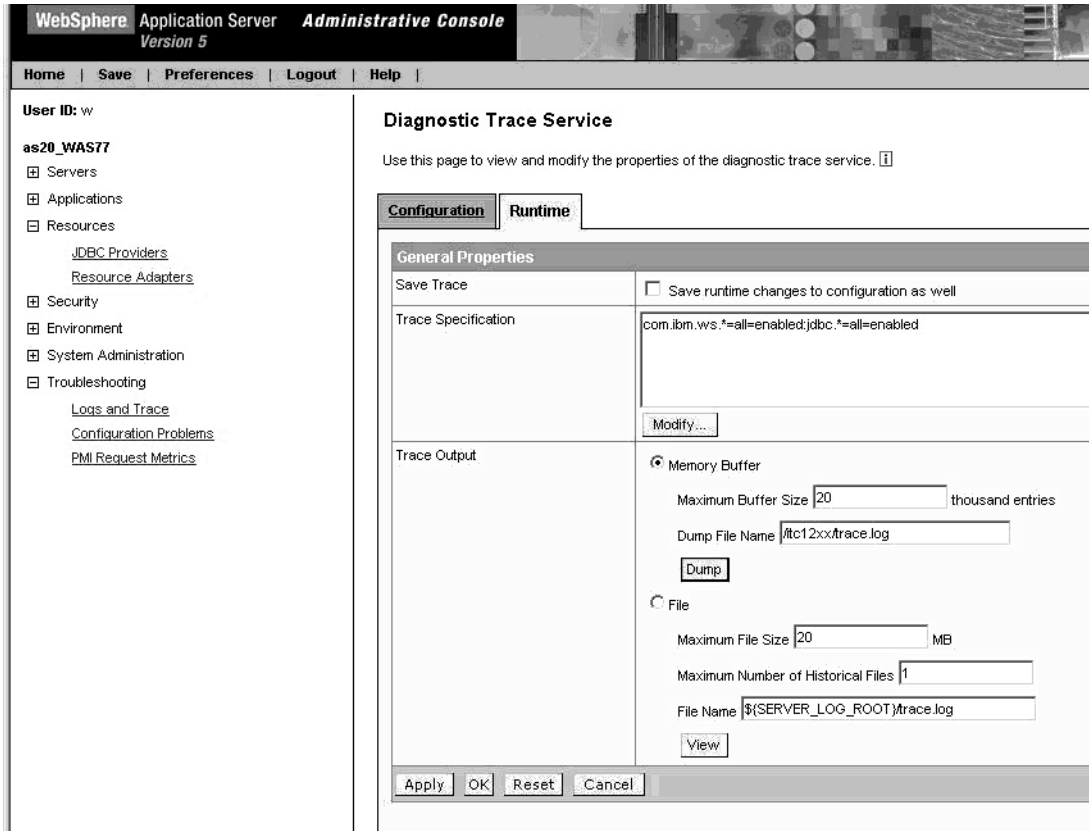 WebSphere Application Server Administrative Console
Version 5
Home | Save | Preferences | Logout | Help |
User ID: w
as20_WAS77
Servers
Applications
Resources
JDBC Providers
Resource Adapters
Security
Environment
System Administration
Troubleshooting
Logs and Trace
Configuration Problems
PMI Request Metrics
Diagnostic Trace Service
Use this page to view and modify the properties of the diagnostic trace service. i
Configuration Runtime
General Properties
Save Trace Save runtime changes to configuration as well
Trace Specification com.ibm.ws.*=all=enabled:jdbc.*=all=enabled
Modify...
Trace Output Memory Buffer
Maximum Buffer Size 20 thousand entries
Dump File Name /itc12xx/trace.log
Dump
File
Maximum File Size 20 MB
Maximum Number of Historical Files 1
File Name ${SERVER_LOG_ROOT}/trace.log
View
Apply OK Reset Cancel